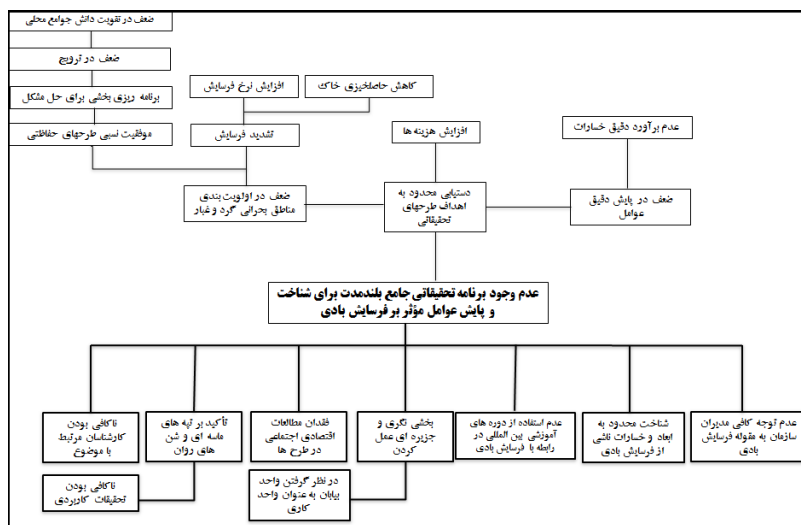 ضعف در تقویت دانش جوامع محلی
ضعف در ترویج
برنامه ریزی بخشی برای حل مشکل
افزایش نرخ فرسایش
کاهش حاصلخیزی خاک
موفقیت نسبی طرحهای حفاظتی
تشدید فرسایش
افزایش هزینه ها
عدم برآورد دقیق خسارات
ضعف در اولویت بندی
مناطق بحرانی گرد و غبار
دستیابی محدود به
اهداف طرحهای
تحقیقاتی
ضعف در پایش دقیق
عوامل
عدم وجود برنامه تحقیقاتی جامع بلندمدت برای شناخت
و پایش عوامل مؤثر بر فرسایش بادی
عدم توجه کافی مدیران
سازمان به مقوله فرسایش
بادی
شناخت محدود به
ابعاد و خسارات ناشی
از فرسایش بادی
عدم استفاده از دوره های
آموزشی بین المللی در
رابطه با فرسایش بادی
بخشی نگری و
جزیره ای عمل
کردن
فقدان مطالعات
اقتصادی اجتماعی
در طرح ها
تأکید بر تپه های
ماسه ای و شن
های روان
ناکافی بودن
کارشناسان مرتبط
با موضوع
در نظر گرفتن واحد
بیابان به عنوان واحد
کاری
ناکافی بودن
تحقیقات کاربردی